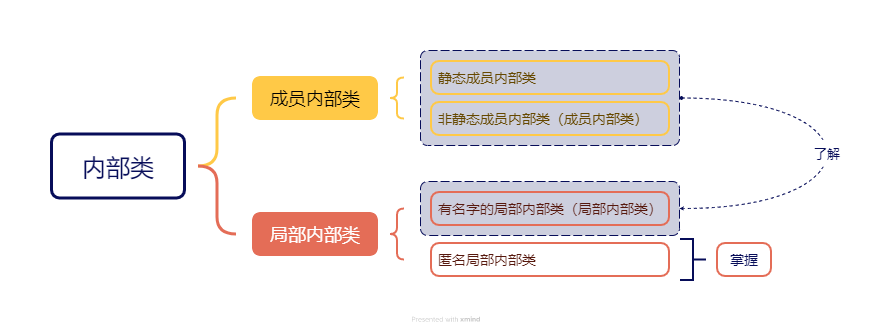 内部类
成员内部类
静态成员内部类
非静态成员内部类（成员内部类）
了解
局部内部类
有名字的局部内部类（局部内部类）
匿名局部内部类
掌握
Presented with xmind